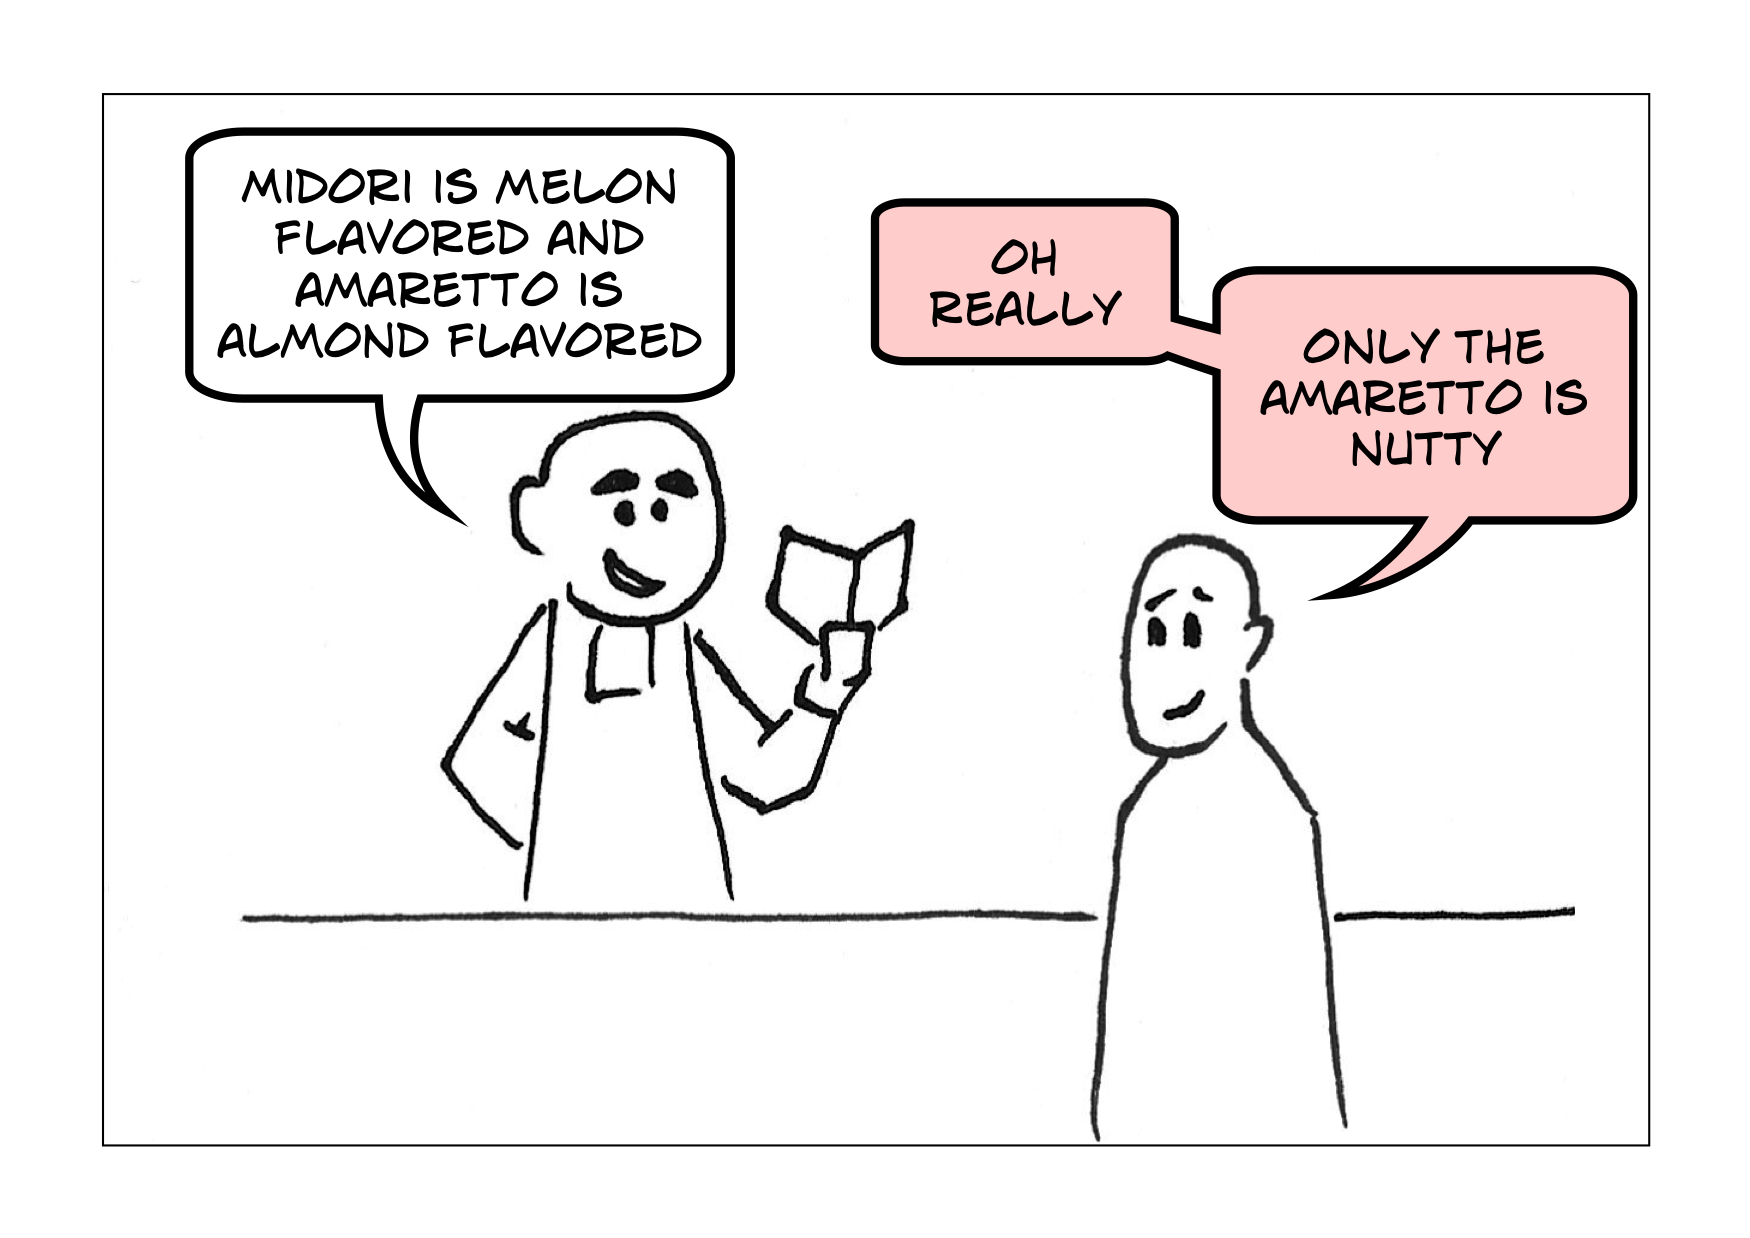 MIDORI IS MELON
FLAVORED AND
AMARETTO IS
ALMOND FLAVORED
OH
REALLY
ONLY THE
AMARETTO IS
NUTTY